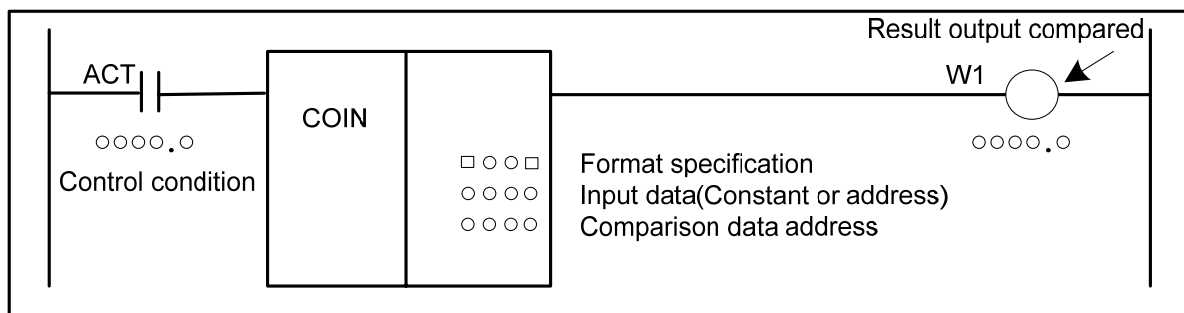 Result output compared
ACT
W1
COIN
○○○○.○
○○○○.○
Control condition
□○○□ Format specification
○○○○ Input data(Constant or address)
○○○○ Comparison data address